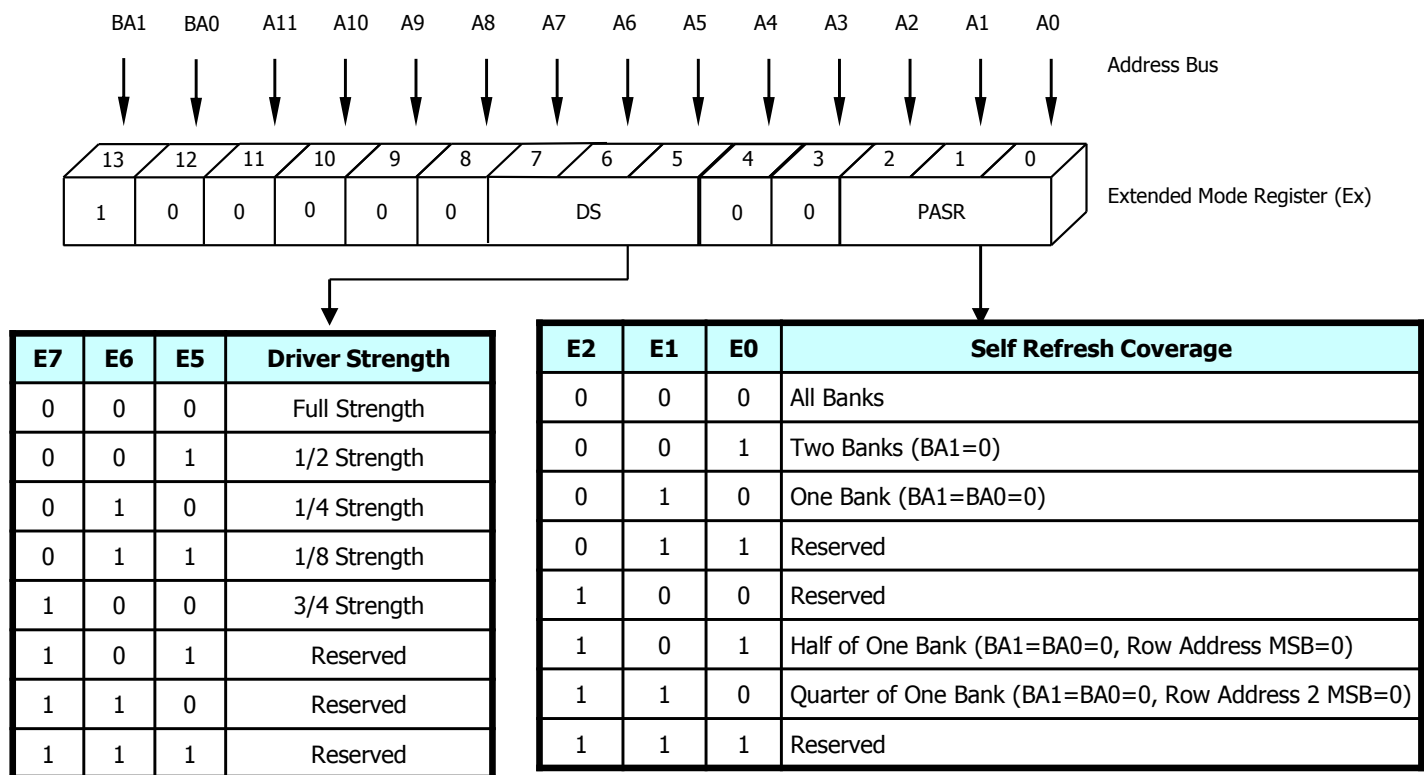 BA1 BA0 A11 A10 A9 A8 A7 A6 A5 A4 A3 A2 A1 A0
Address Bus
13 12 11 10 9 8 7 6 5 4 3 2 1 0
1 0 0 0 0 0 DS 0 0 PASR
Extended Mode Register (Ex)
E7 E6 E5 Driver Strength
0 0 0 Full Strength
0 0 1 1/2 Strength
0 1 0 1/4 Strength
0 1 1 1/8 Strength
1 0 0 3/4 Strength
1 0 1 Reserved
1 1 0 Reserved
1 1 1 Reserved
E2 E1 E0 Self Refresh Coverage
0 0 0 All Banks
0 0 1 Two Banks (BA1=0)
0 1 0 One Bank (BA1=BA0=0)
0 1 1 Reserved
1 0 0 Reserved
1 0 1 Half of One Bank (BA1=BA0=0, Row Address MSB=0)
1 1 0 Quarter of One Bank (BA1=BA0=0, Row Address 2 MSB=0)
1 1 1 Reserved